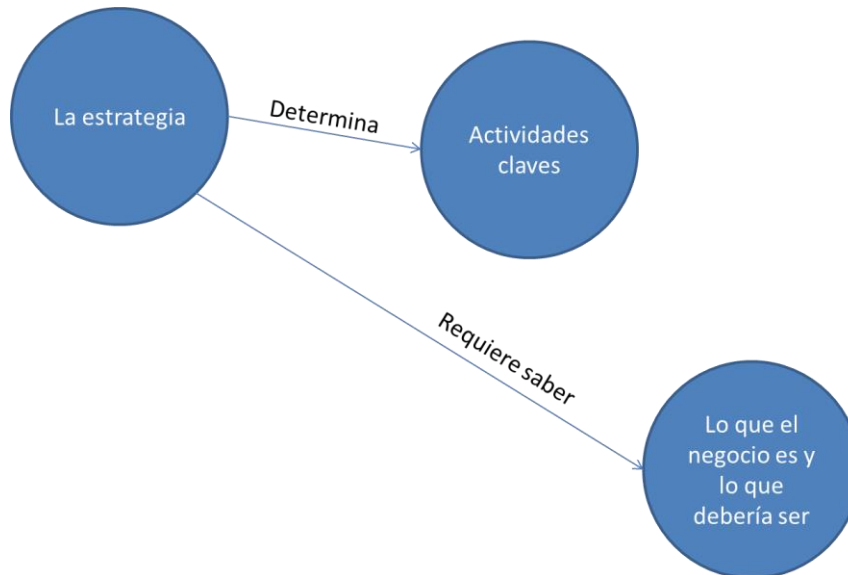 La estrategia
Determina
Actividades
claves
Requiere saber
Lo que el
negocio es y
lo que
debería ser